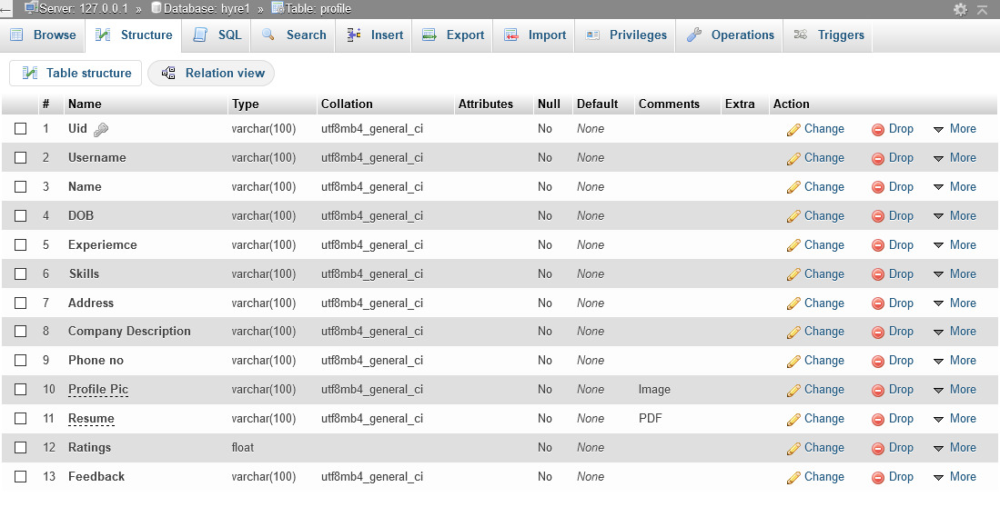 Server: 127.0.0.1 » Database: hyre1 » Table: profile
Browse Structure SQL Search Insert Export Import Privileges Operations Triggers
Table structure Relation view
# Name Type Collation Attributes Null Default Comments Extra Action
1 Uid varchar(100) utf8mb4_general_ci No None Change Drop More
2 Username varchar(100) utf8mb4_general_ci No None Change Drop More
3 Name varchar(100) utf8mb4_general_ci No None Change Drop More
4 DOB varchar(100) utf8mb4_general_ci No None Change Drop More
5 Experiemce varchar(100) utf8mb4_general_ci No None Change Drop More
6 Skills varchar(100) utf8mb4_general_ci No None Change Drop More
7 Address varchar(100) utf8mb4_general_ci No None Change Drop More
8 Company Description varchar(100) utf8mb4_general_ci No None Change Drop More
9 Phone no varchar(100) utf8mb4_general_ci No None Change Drop More
10 Profile Pic varchar(100) utf8mb4_general_ci No None Image Change Drop More
11 Resume varchar(100) utf8mb4_general_ci No None PDF Change Drop More
12 Ratings float No None Change Drop More
13 Feedback varchar(100) utf8mb4_general_ci No None Change Drop More